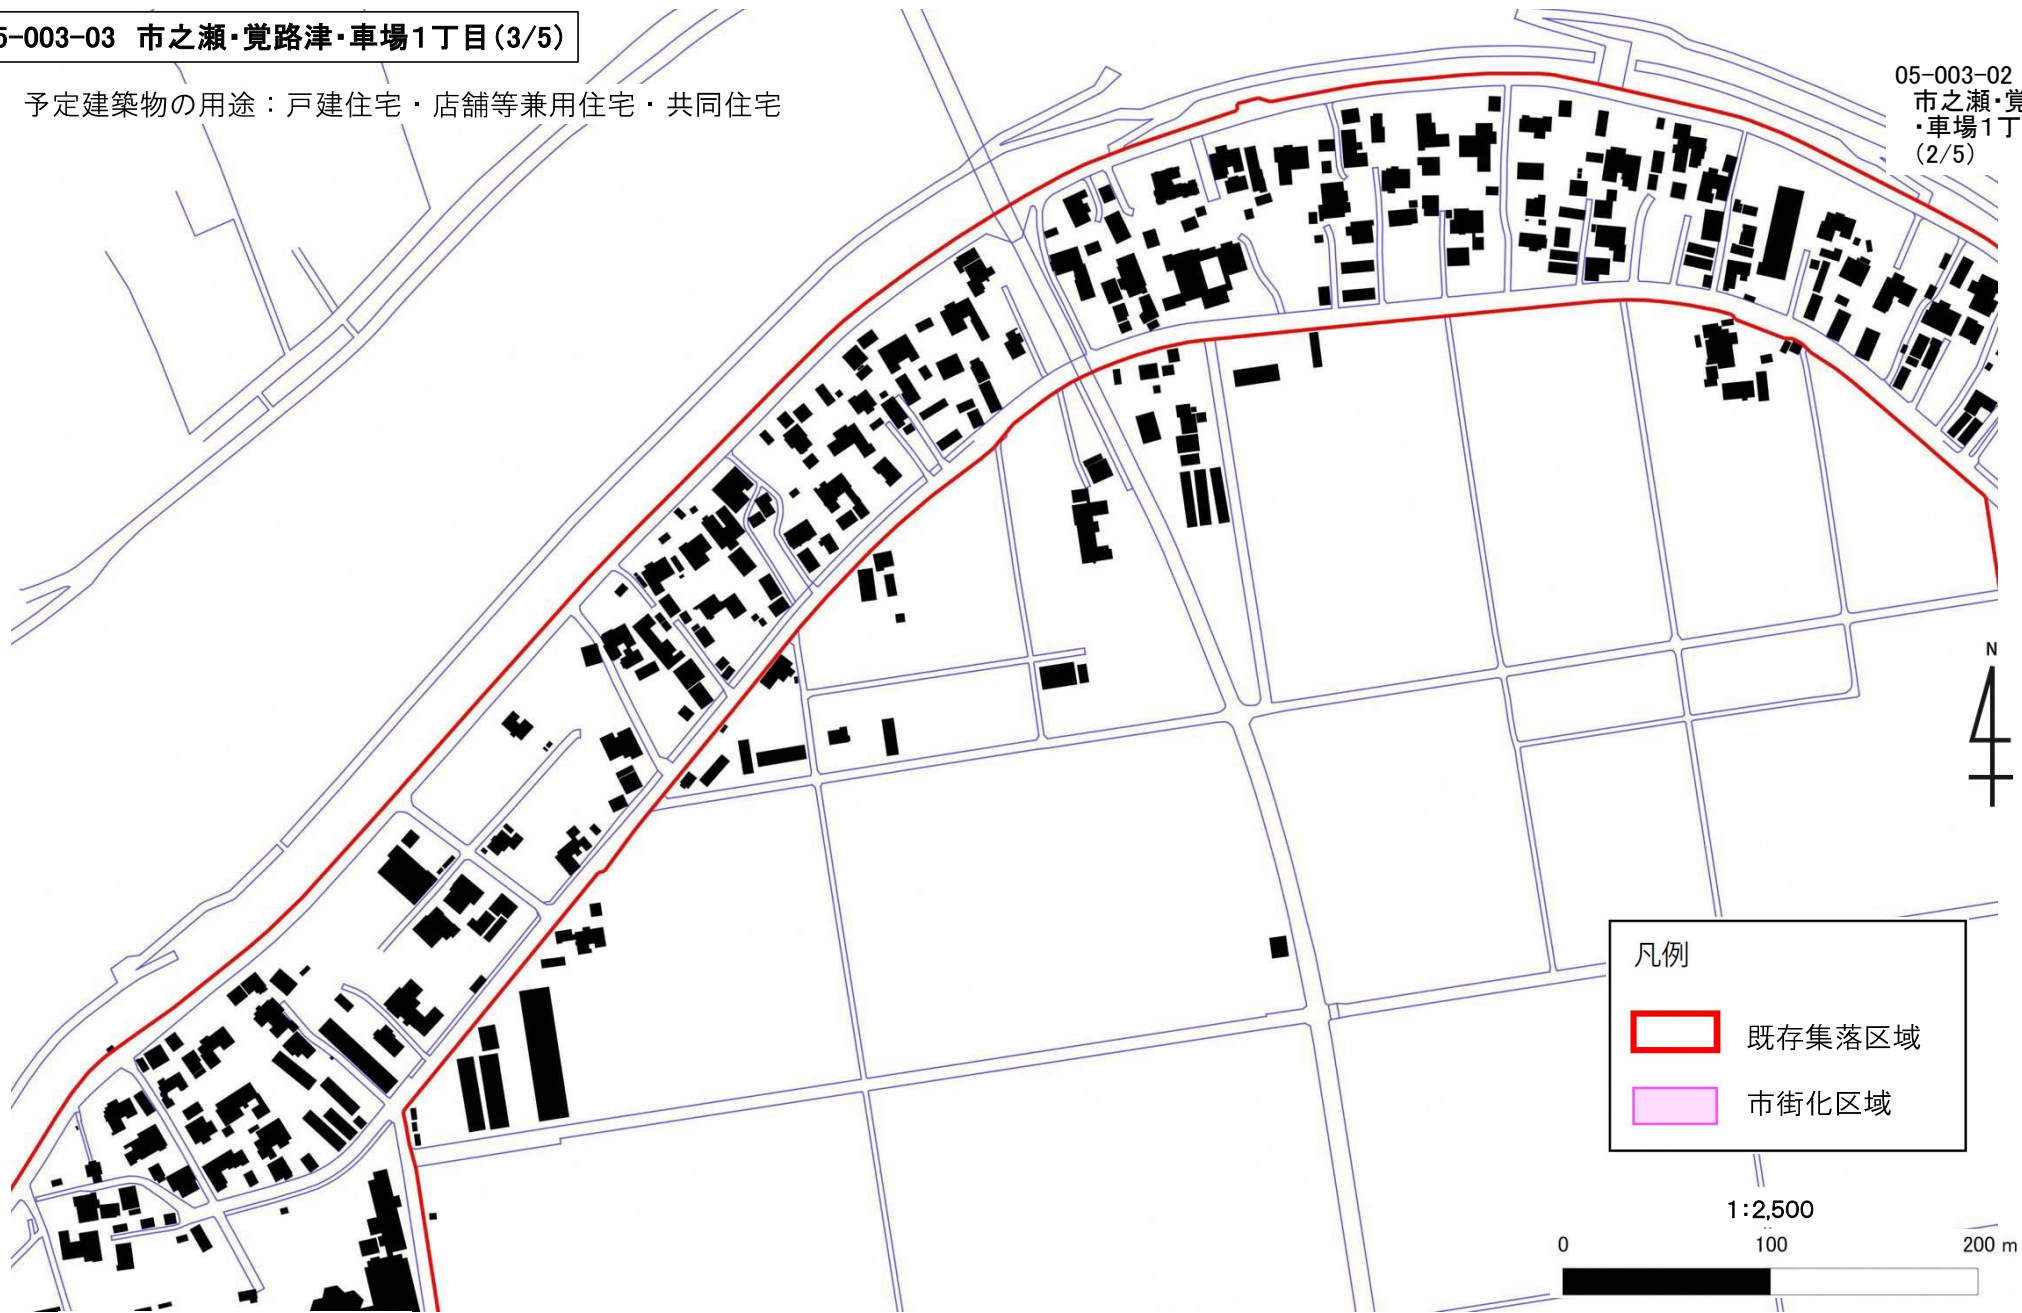 5-003-03 市之瀬・覚路津・車場１丁目(3/5)
予定建築物の用途：戸建住宅・店舗等兼用住宅・共同住宅
05-003-02
市之瀬・覚
・車場１丁
(2/5)
N
凡例
既存集落区域
市街化区域
1:2,500
0 100 200 m